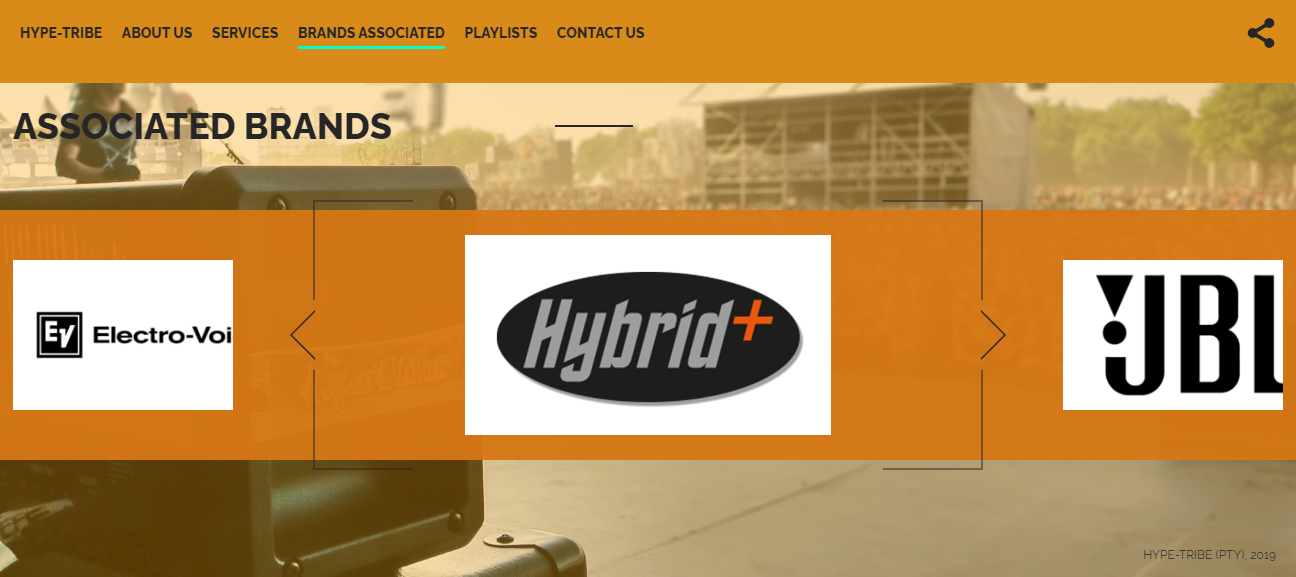 HYPE-TRIBE ABOUT US SERVICES BRANDS ASSOCIATED PLAYLISTS CONTACT US
ASSOCIATED BRANDS
EV Electro-Voi
Hybrid+
JBL
HYPE-TRIBE (PTY), 2019